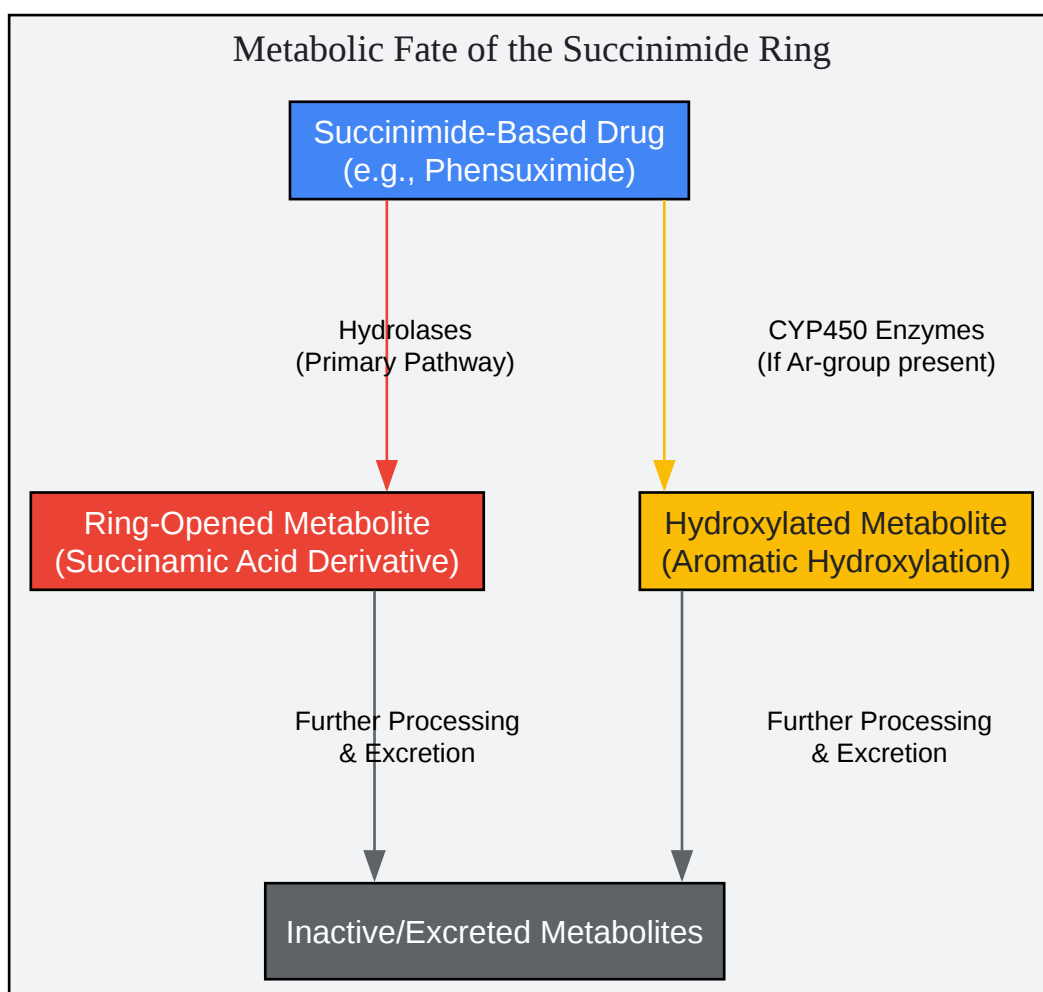 Metabolic Fate of the Succinimide Ring
Succinimide-Based Drug
(e.g., Phensuximide)
Hydrolases
(Primary Pathway)
CYP450 Enzymes
(If Ar-group present)
Ring-Opened Metabolite
(Succinamic Acid Derivative)
Hydroxylated Metabolite
(Aromatic Hydroxylation)
Further Processing
& Excretion
Further Processing
& Excretion
Inactive/Excreted Metabolites